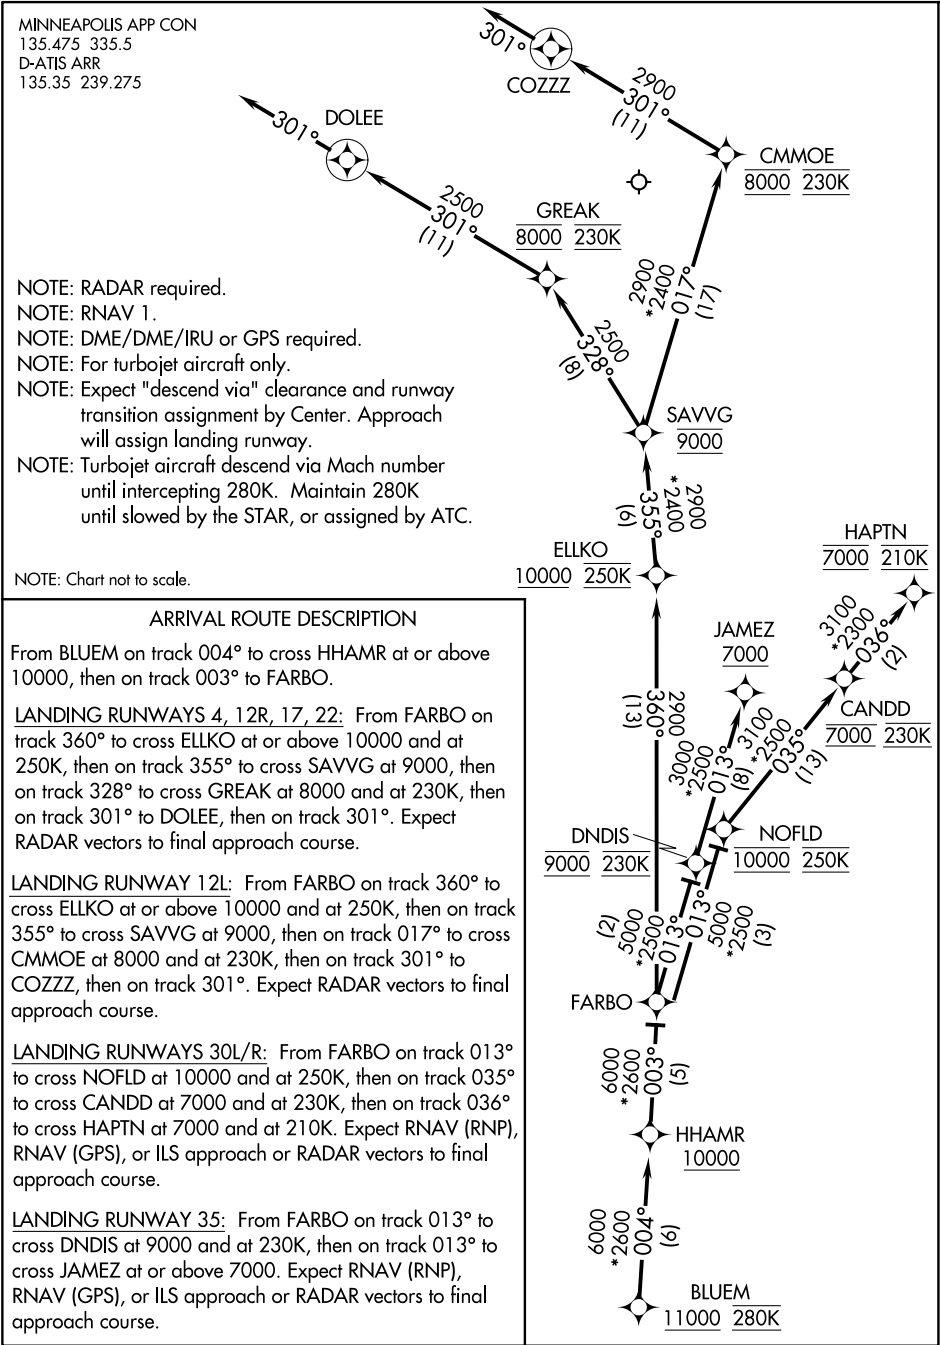 MINNEAPOLIS APP CON
135.475 335.5
D-ATIS ARR
135.35 239.275
301°
COZZZ
2900
301°
(11)
CMMOE
8000 230K
301°
DOLEE
2500
301°
(11)
GREAK
8000 230K
2900
*2400
017°
(17)
2500
328°
(8)
SAVVG
9000
NOTE: RADAR required.
NOTE: RNAV 1.
NOTE: DME/DME/IRU or GPS required.
NOTE: For turbojet aircraft only.
NOTE: Expect "descend via" clearance and runway
transition assignment by Center. Approach
will assign landing runway.
NOTE: Turbojet aircraft descend via Mach number
until intercepting 280K. Maintain 280K
until slowed by the STAR, or assigned by ATC.
NOTE: Chart not to scale.
2900
*2400
355°
(6)
ELLKO
10000 250K
HAPTN
7000 210K
3100
*2300
036°
(2)
JAMEZ
7000
CANDD
7000 230K
2900
360°
(13)
3000
*2500
013°
(8)
3100
*2500
035°
(13)
DNDIS
9000 230K
NOFLD
10000 250K
(2)
5000
*2500
013°
013°
5000
*2500
(3)
FARBO
6000
*2600
003°
(5)
HHAMR
10000
6000
*2600
004°
(6)
BLUEM
11000 280K
ARRIVAL ROUTE DESCRIPTION
From BLUEM on track 004° to cross HHAMR at or above
10000, then on track 003° to FARBO.
LANDING RUNWAYS 4, 12R, 17, 22: From FARBO on
track 360° to cross ELLKO at or above 10000 and at
250K, then on track 355° to cross SAVVG at 9000, then
on track 328° to cross GREAK at 8000 and at 230K, then
on track 301° to DOLEE, then on track 301°. Expect
RADAR vectors to final approach course.
LANDING RUNWAY 12L: From FARBO on track 360° to
cross ELLKO at or above 10000 and at 250K, then on track
355° to cross SAVVG at 9000, then on track 017° to cross
CMMOE at 8000 and at 230K, then on track 301° to
COZZZ, then on track 301°. Expect RADAR vectors to final
approach course.
LANDING RUNWAYS 30L/R: From FARBO on track 013°
to cross NOFLD at 10000 and at 250K, then on track 035°
to cross CANDD at 7000 and at 230K, then on track 036°
to cross HAPTN at 7000 and at 210K. Expect RNAV (RNP),
RNAV (GPS), or ILS approach or RADAR vectors to final
approach course.
LANDING RUNWAY 35: From FARBO on track 013° to
cross DNDIS at 9000 and at 230K, then on track 013° to
cross JAMEZ at or above 7000. Expect RNAV (RNP),
RNAV (GPS), or ILS approach or RADAR vectors to final
approach course.